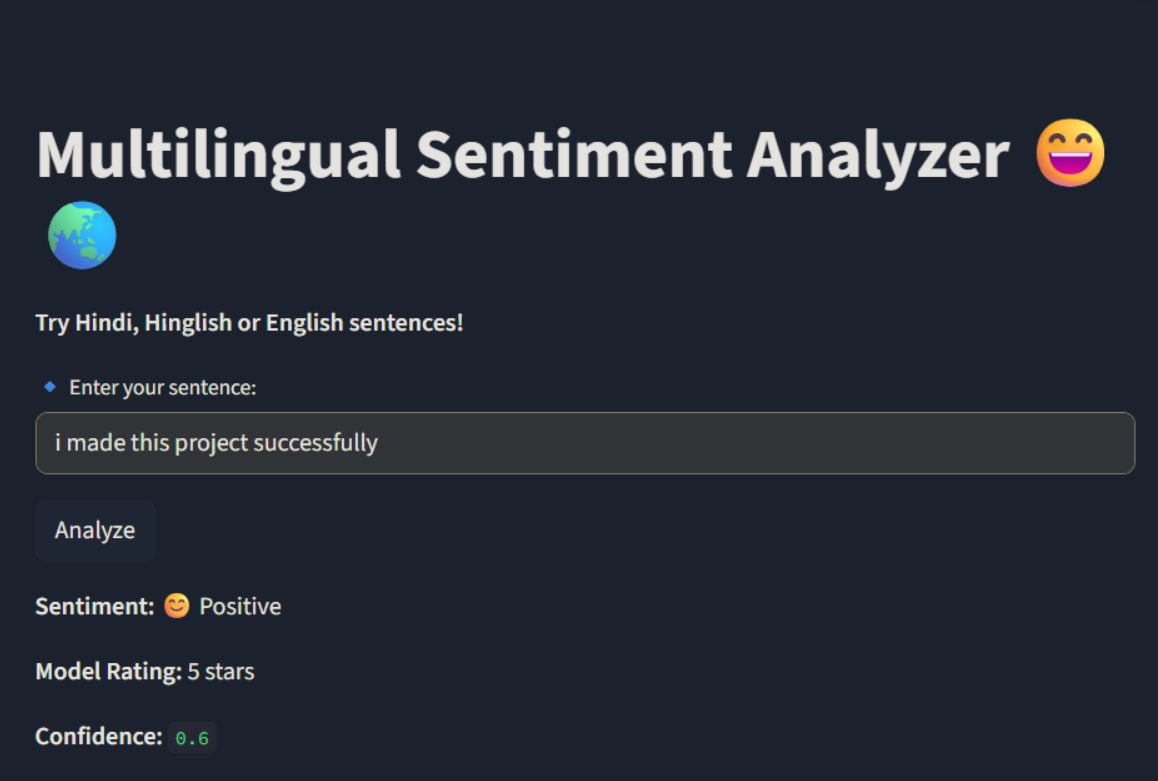 Multilingual Sentiment Analyzer 😄
🌏
Try Hindi, Hinglish or English sentences!
🔹 Enter your sentence:
i made this project successfully
Analyze
Sentiment: 😊 Positive
Model Rating: 5 stars
Confidence: 0.6